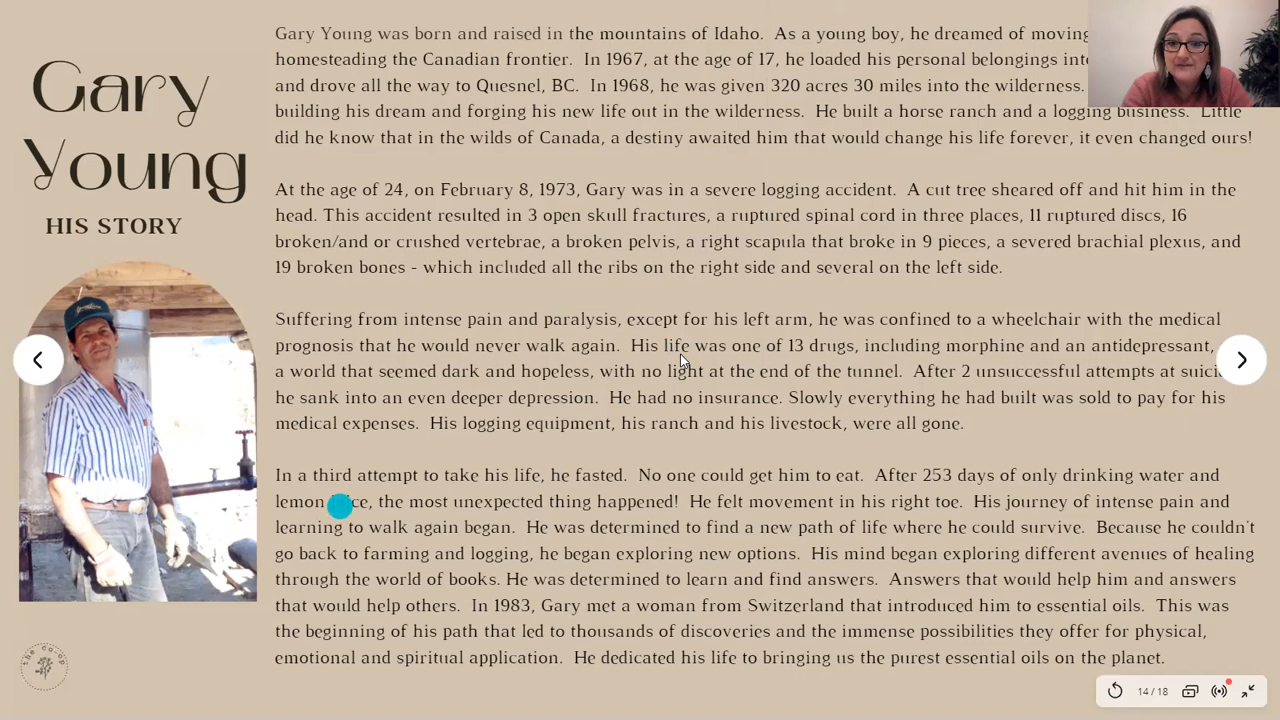 Gary
Young
HIS STORY
Gary Young was born and raised in the mountains of Idaho. As a young boy, he dreamed of moving
homesteading the Canadian frontier. In 1967, at the age of 17, he loaded his personal belongings
and drove all the way to Quesnel, BC. In 1968, he was given 320 acres 30 miles into the wilderness.
building his dream and forging his new life out in the wilderness. He built a horse ranch and a logging business. Little
did he know that in the wilds of Canada, a destiny awaited him that would change his life forever, it even changed ours!
At the age of 24, on February 8, 1973, Gary was in a severe logging accident. A cut tree sheared off and hit him in the
head. This accident resulted in 3 open skull fractures, a ruptured spinal cord in three places, 11 ruptured discs, 16
broken/and or crushed vertebrae, a broken pelvis, a right scapula that broke in 9 pieces, a severed brachial plexus, and
19 broken bones - which included all the ribs on the right side and several on the left side.
Suffering from intense pain and paralysis, except for his left arm, he was confined to a wheelchair with the medical
prognosis that he would never walk again. His life was one of 13 drugs, including morphine and an antidepressant,
a world that seemed dark and hopeless, with no light at the end of the tunnel. After 2 unsuccessful attempts at
he sank into an even deeper depression. He had no insurance. Slowly everything he had built was sold to pay for his
medical expenses. His logging equipment, his ranch and his livestock, were all gone.
In a third attempt to take his life, he fasted. No one could get him to eat. After 253 days of only drinking water and
lemon the most unexpected thing happened! He felt movement in his right toe. His journey of intense pain and
learning to walk again began. He was determined to find a new path of life where he could survive. Because he couldn't
go back to farming and logging, he began exploring new options. His mind began exploring different avenues of healing
through the world of books. He was determined to learn and find answers. Answers that would help him and answers
that would help others. In 1983, Gary met a woman from Switzerland that introduced him to essential oils. This was
the beginning of his path that led to thousands of discoveries and the immense possibilities they offer for physical,
emotional and spiritual application. He dedicated his life to bringing us the purest essential oils on the planet.
the co-op
14 / 18